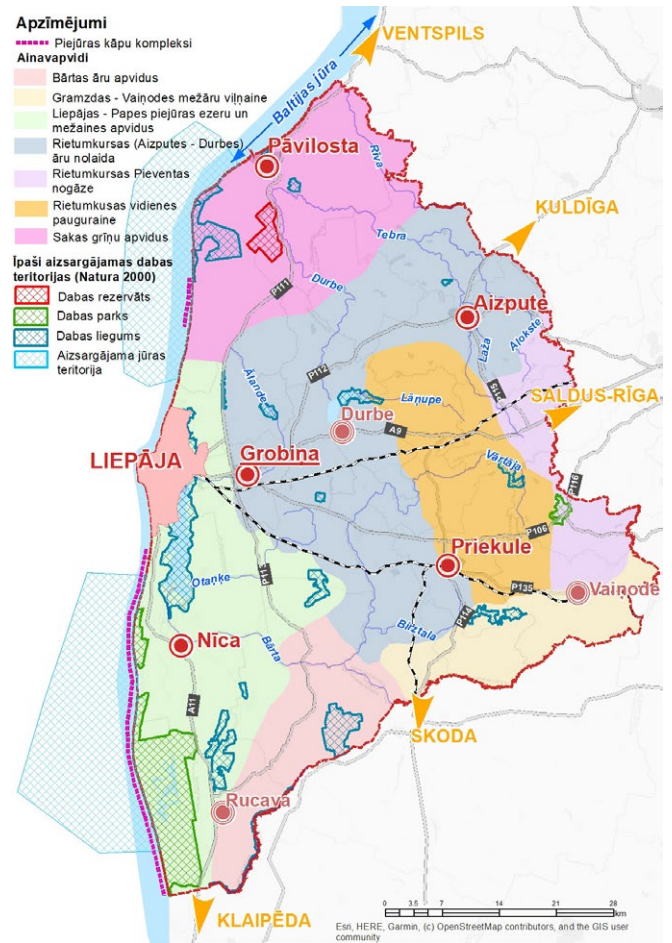 Apzīmējumi
Piejūras kāpu kompleksi
Ainavapvidi
Bārtas āru apvidus
Gramzdas - Vaiņodes mežāru viļņaine
Liepājas - Papes piejūras ezeru un
mežaines apvidus
Rietumkursas (Aizputes - Durbes)
āru nolaida
Rietumkursas Pieventas
nogāze
Rietumkusas vidienes
pauguraine
Sakas grīņu apvidus
Īpaši aizsargājamas dabas
teritorijas (Natura 2000)
Dabas rezervāts
Dabas parks
Dabas liegums
Aizsargājama jūras
teritorija
VENTSPILS
Baltijas jūra
Pāvilosta
Rīva
KULDĪGA
Tebra
Durbe
P111
Aizpute
Alokste
Laža
P112
P115
Ālande
SALDUS-RĪGA
Lāņupe
Durbe
A9
LIEPĀJA
Grobiņa
Vārtāja
P116
P106
Priekule
P113
Otaņke
P135
Vaiņode
P114
Birztala
Nīca
Bārta
A11
SKODA
Rucava
KLAIPĒDA
0 3.5 7 14 21 28
km
Esri, HERE, Garmin, (c) OpenStreetMap contributors, and the GIS user
community